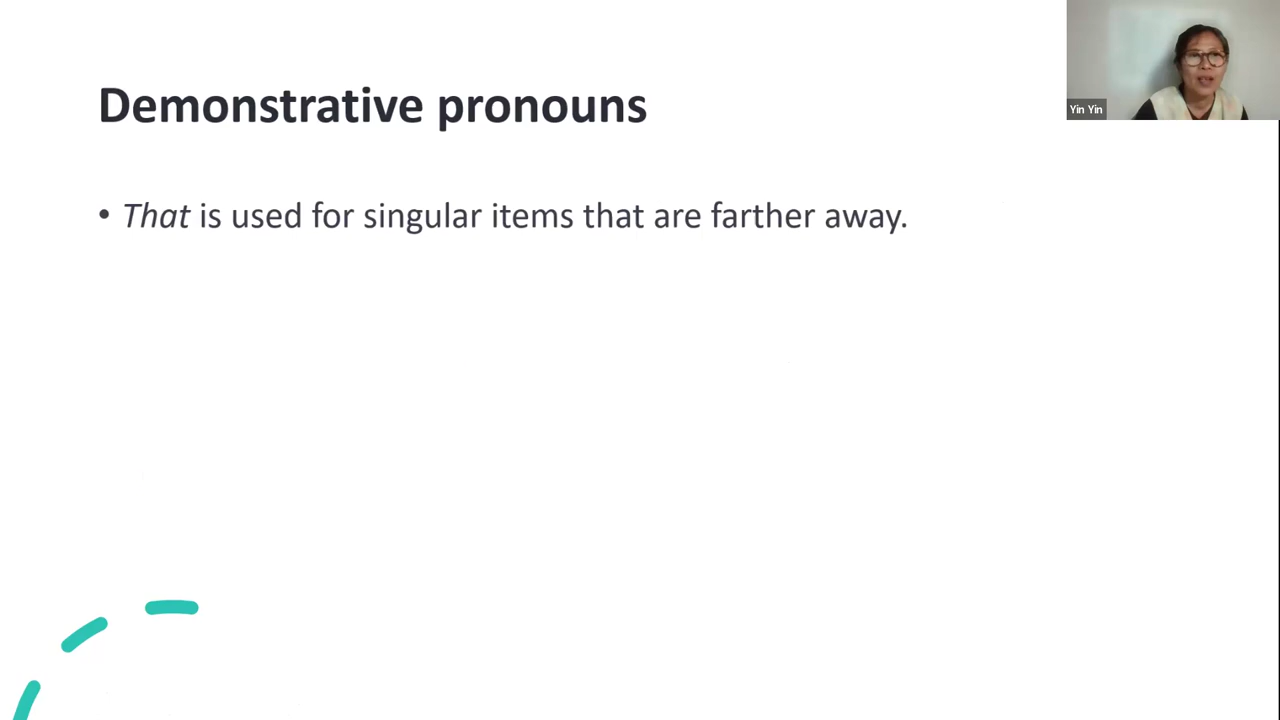 Demonstrative pronouns
• That is used for singular items that are farther away.
Yin Yin